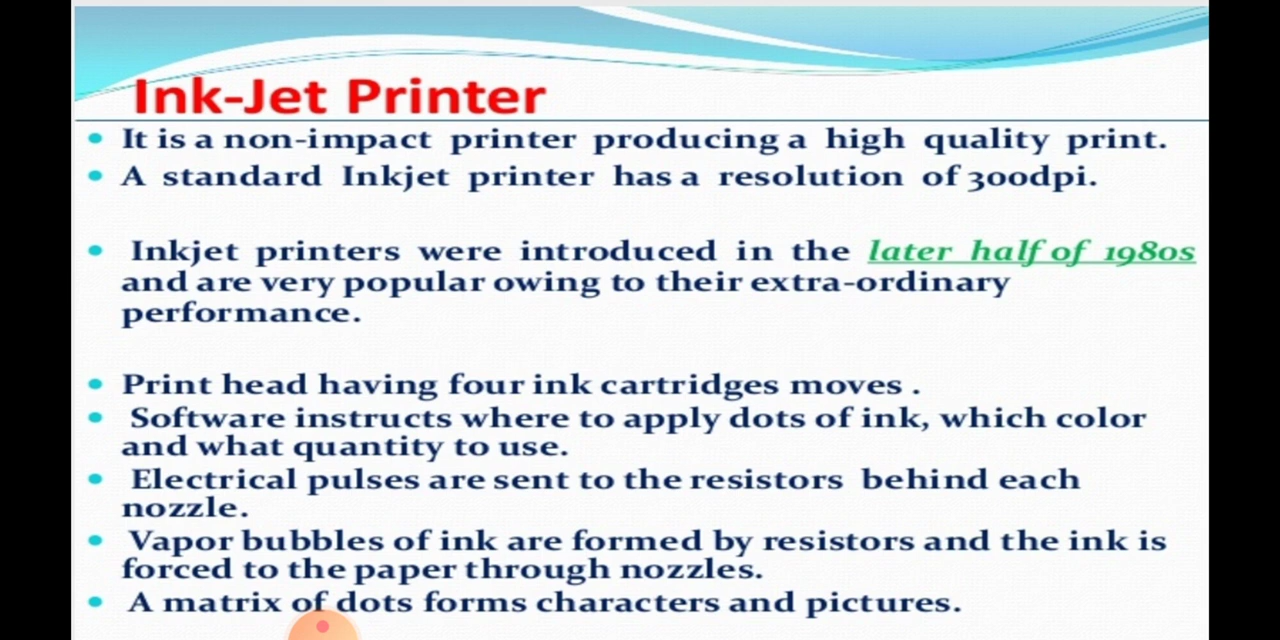 Ink-Jet Printer
• It is a non-impact printer producing a high quality print.
• A standard Inkjet printer has a resolution of 300dpi.
• Inkjet printers were introduced in the later half of 1980s
and are very popular owing to their extra-ordinary
performance.
• Print head having four ink cartridges moves .
• Software instructs where to apply dots of ink, which color
and what quantity to use.
• Electrical pulses are sent to the resistors behind each
nozzle.
• Vapor bubbles of ink are formed by resistors and the ink is
forced to the paper through nozzles.
• A matrix of dots forms characters and pictures.